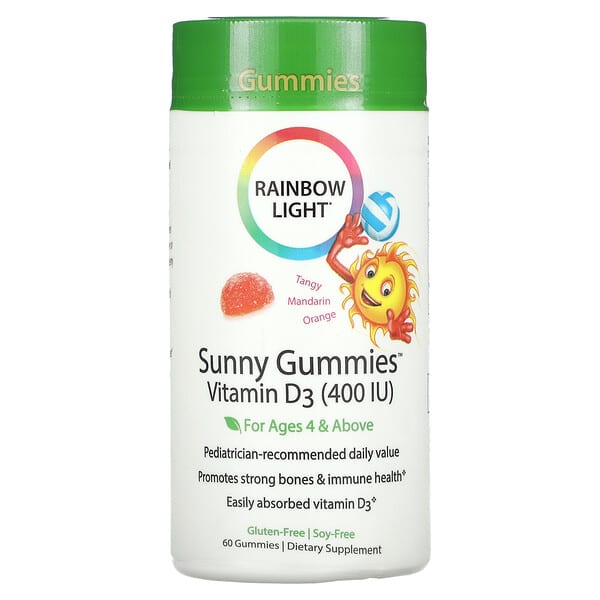 Gummies
RAINBOW
LIGHT®
Tangy
Mandarin
Orange
Sunny Gummies™
Vitamin D3 (400 IU)
For Ages 4 & Above
Pediatrician-recommended daily value
Promotes strong bones & immune health❖
Easily absorbed vitamin D3❖
Gluten-Free | Soy-Free
60 Gummies | Dietary Supplement